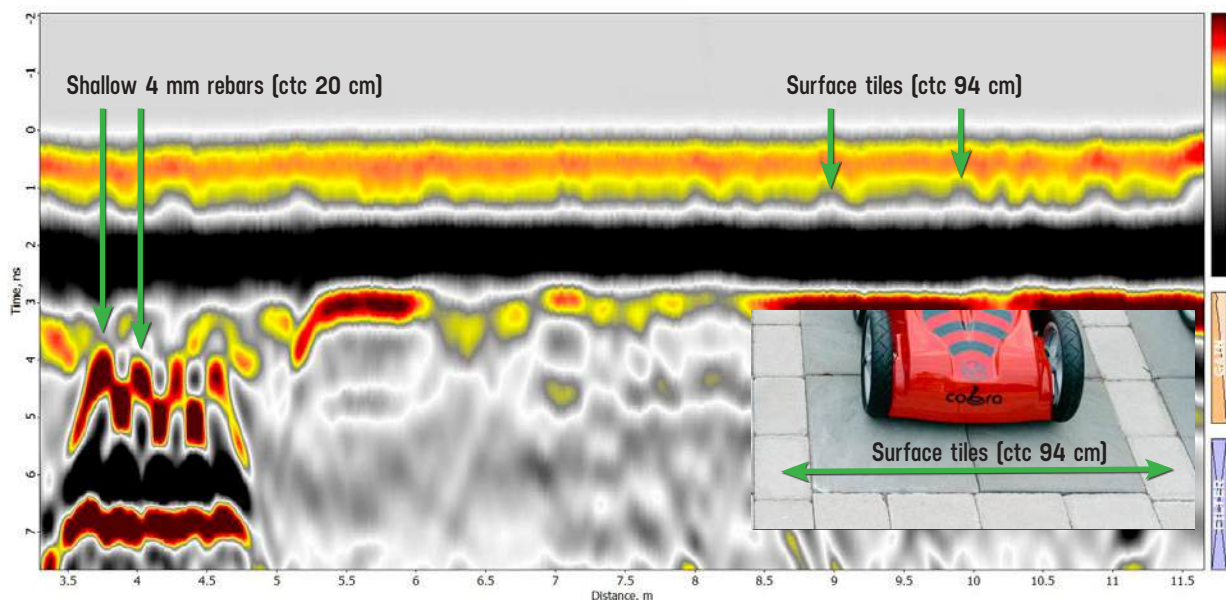 -2
-1
0
1
2
3
4
5
6
7
Time, ns
Shallow 4 mm rebars (ctc 20 cm)
Surface tiles (ctc 94 cm)
cobra
Surface tiles (ctc 94 cm)
3.5 4 4.5 5 5.5 6 6.5 7 7.5 8 8.5 9 9.5 10 10.5 11 11.5
Distance, m